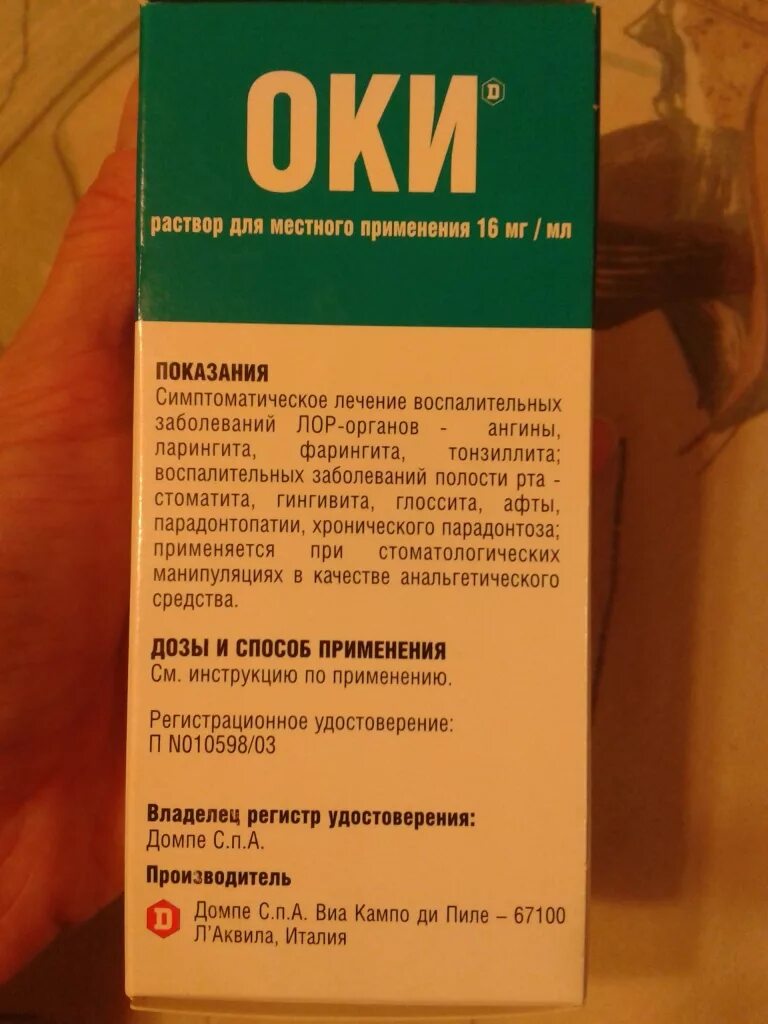 ОКИ D
раствор для местного применения 16 мг / мл
ПОКАЗАНИЯ
Симптоматическое лечение воспалительных
заболеваний ЛОР-органов - ангины,
ларингита, фарингита, тонзиллита;
воспалительных заболеваний полости рта -
стоматита, гингивита, глоссита, афты,
парадонтопатии, хронического парадонтоза;
применяется при стоматологических
манипуляциях в качестве анальгетического
средства.
ДОЗЫ И СПОСОБ ПРИМЕНЕНИЯ
См. инструкцию по применению.
Регистрационное удостоверение:
П N010598/03
Владелец регистр удостоверения:
Домпе С.п.А.
Производитель
D Домпе С.п.А. Виа Кампо ди Пиле – 67100
Л'Аквила, Италия